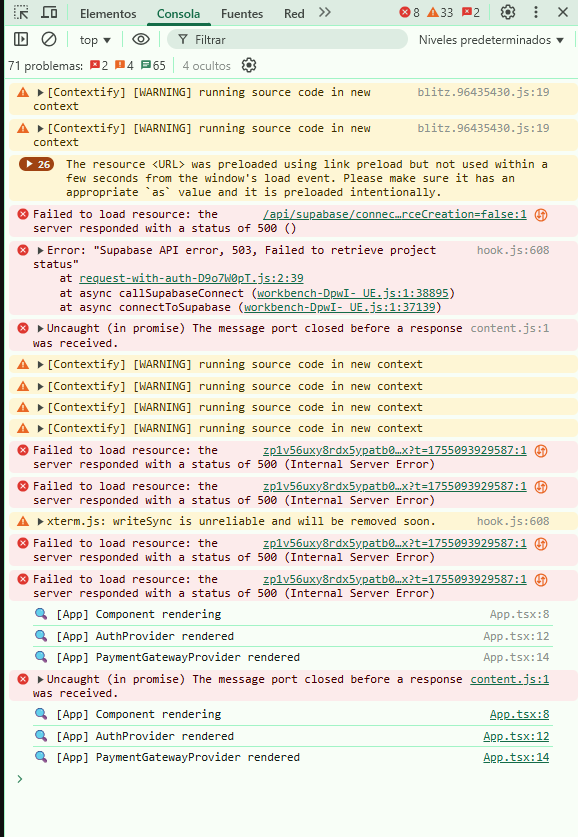 Elementos Consola Fuentes Red 8 33 2
top Filtrar Niveles predeterminados
71 problemas: 2 4 65 4 ocultos
[Contextify] [WARNING] running source code in new blitz.96435430.js:19
context
[Contextify] [WARNING] running source code in new blitz.96435430.js:19
context
26 The resource <URL> was preloaded using link preload but not used within a
few seconds from the window's load event. Please make sure it has an
appropriate `as` value and it is preloaded intentionally.
Failed to load resource: the /api/supabase/connec…rceCreation=false:1
server responded with a status of 500 ()
Error: "Supabase API error, 503, Failed to retrieve project hook.js:608
status"
at request-with-auth-D9o7W0pT.js:2:39
at async callSupabaseConnect (workbench-DpwI-_UE.js:1:38895)
at async connectToSupabase (workbench-DpwI-_UE.js:1:37139)
Uncaught (in promise) The message port closed before a response content.js:1
was received.
[Contextify] [WARNING] running source code in new context
[Contextify] [WARNING] running source code in new context
[Contextify] [WARNING] running source code in new context
[Contextify] [WARNING] running source code in new context
Failed to load resource: the zp1v56uxy8rdx5ypatb0…x?t=1755093929587:1
server responded with a status of 500 (Internal Server Error)
Failed to load resource: the zp1v56uxy8rdx5ypatb0…x?t=1755093929587:1
server responded with a status of 500 (Internal Server Error)
xterm.js: writeSync is unreliable and will be removed soon. hook.js:608
Failed to load resource: the zp1v56uxy8rdx5ypatb0…x?t=1755093929587:1
server responded with a status of 500 (Internal Server Error)
Failed to load resource: the zp1v56uxy8rdx5ypatb0…x?t=1755093929587:1
server responded with a status of 500 (Internal Server Error)
[App] Component rendering App.tsx:8
[App] AuthProvider rendered App.tsx:12
[App] PaymentGatewayProvider rendered App.tsx:14
Uncaught (in promise) The message port closed before a response content.js:1
was received.
[App] Component rendering App.tsx:8
[App] AuthProvider rendered App.tsx:12
[App] PaymentGatewayProvider rendered App.tsx:14